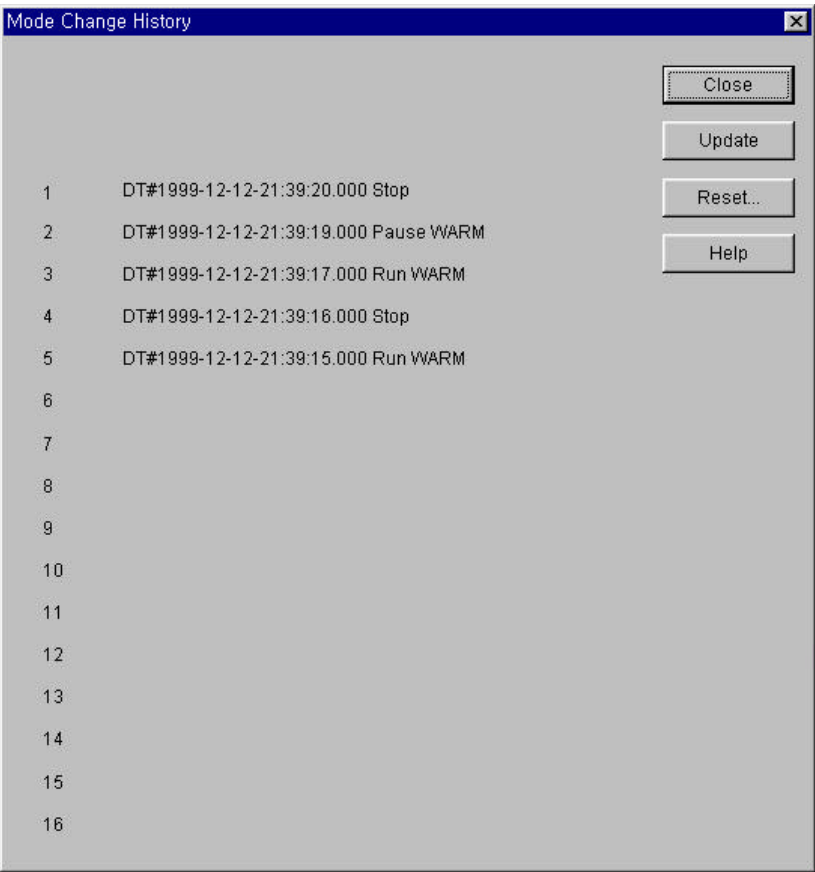 Mode Change History
Close
Update
1 DT#1999-12-12-21:39:20.000 Stop
Reset...
2 DT#1999-12-12-21:39:19.000 Pause WARM
Help
3 DT#1999-12-12-21:39:17.000 Run WARM
4 DT#1999-12-12-21:39:16.000 Stop
5 DT#1999-12-12-21:39:15.000 Run WARM
6
7
8
9
10
11
12
13
14
15
16